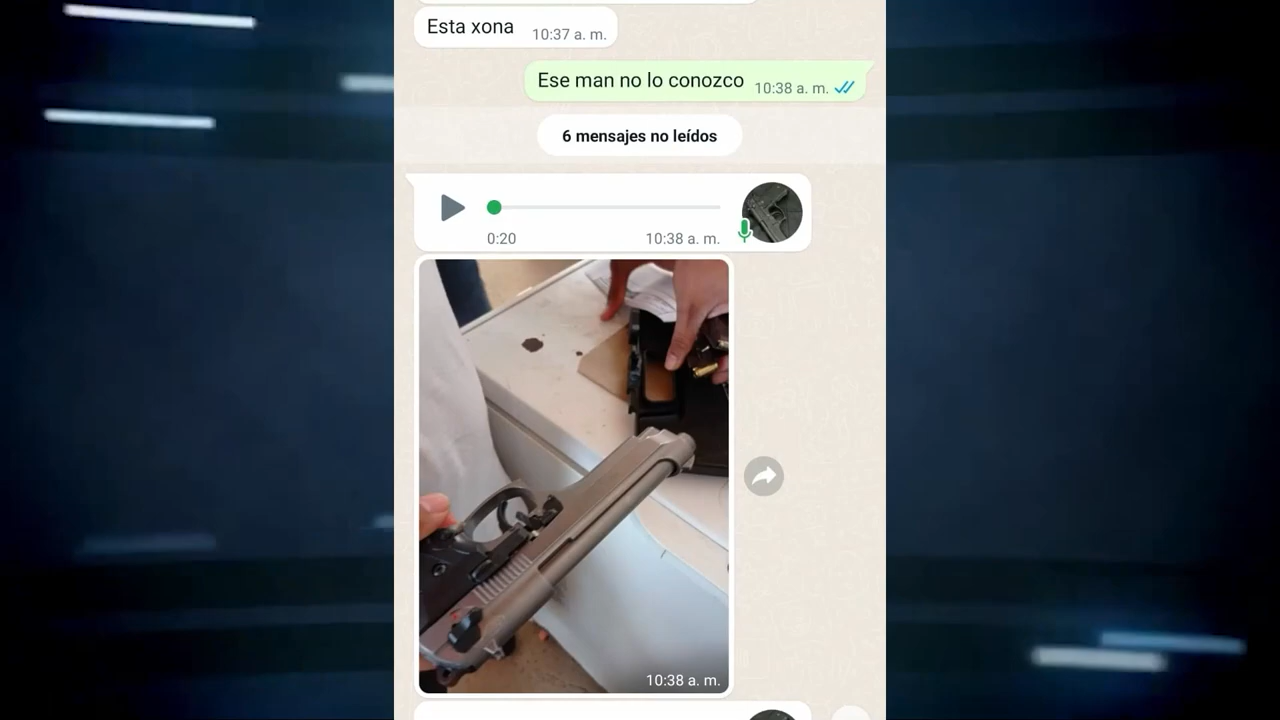 Esta xona
10:37 a. m.
Ese man no lo conozco
10:38 a. m.
6 mensajes no leídos
0:20
10:38 a. m.
10:38 a. m.